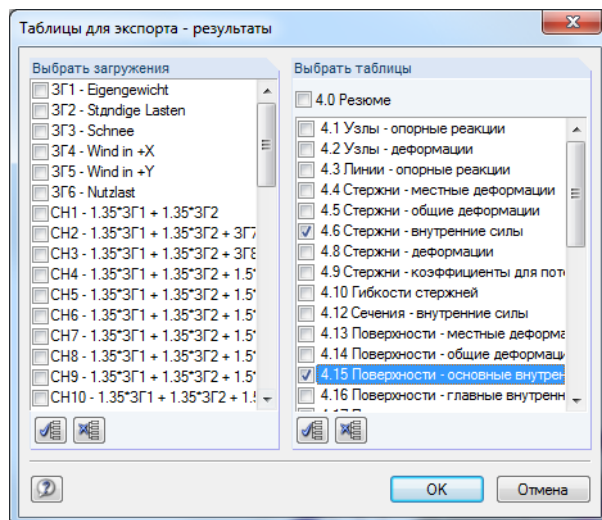 Таблицы для экспорта - результаты
Выбрать загружения
ЗГ1 - Eigengewicht
ЗГ2 - Stдndige Lasten
ЗГ3 - Schnee
ЗГ4 - Wind in +X
ЗГ5 - Wind in +Y
ЗГ6 - Nutzlast
СН1 - 1.35*ЗГ1 + 1.35*ЗГ2
СН2 - 1.35*ЗГ1 + 1.35*ЗГ2 + ЗГ7
СН3 - 1.35*ЗГ1 + 1.35*ЗГ2 + ЗГ8
СН4 - 1.35*ЗГ1 + 1.35*ЗГ2 + 1.5*
СН5 - 1.35*ЗГ1 + 1.35*ЗГ2 + 1.5*
СН6 - 1.35*ЗГ1 + 1.35*ЗГ2 + 1.5*
СН7 - 1.35*ЗГ1 + 1.35*ЗГ2 + 1.5*
СН8 - 1.35*ЗГ1 + 1.35*ЗГ2 + 1.5*
СН9 - 1.35*ЗГ1 + 1.35*ЗГ2 + 1.5*
СН10 - 1.35*ЗГ1 + 1.35*ЗГ2 + 1.
Выбрать таблицы
4.0 Резюме
4.1 Узлы - опорные реакции
4.2 Узлы - деформации
4.3 Линии - опорные реакции
4.4 Стержни - местные деформации
4.5 Стержни - общие деформации
4.6 Стержни - внутренние силы
4.8 Стержни - деформации
4.9 Стержни - коэффициенты для пот
4.10 Гибкости стержней
4.12 Сечения - внутренние силы
4.13 Поверхности - местные деформа
4.14 Поверхности - общие деформаци
4.15 Поверхности - основные внутрен
4.16 Поверхности - главные внутренн
OK
Отмена